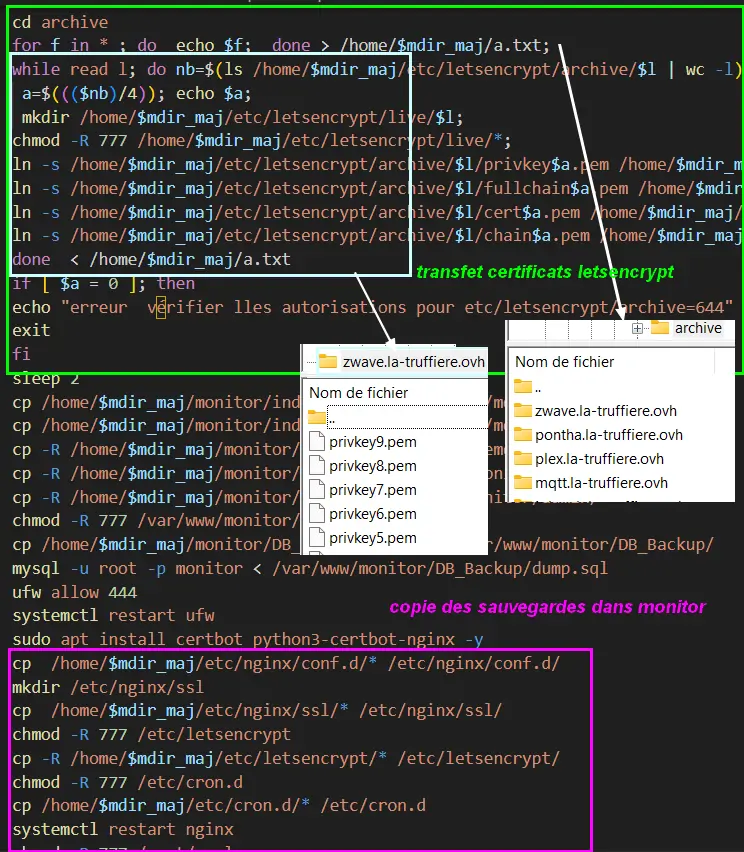 cd archive
for f in * ; do  echo $f;  done > /home/$mdir_maj/a.txt;
while read l; do nb=$(ls /home/$mdir_maj/etc/letsencrypt/archive/$l | wc -l)
a=$((($nb)/4)); echo $a;
mkdir /home/$mdir_maj/etc/letsencrypt/live/$l;
chmod -R 777 /home/$mdir_maj/etc/letsencrypt/live/*;
ln -s /home/$mdir_maj/etc/letsencrypt/archive/$l/privkey$a.pem /home/$mdir_m
ln -s /home/$mdir_maj/etc/letsencrypt/archive/$l/fullchain$a.pem /home/$mdir
ln -s /home/$mdir_maj/etc/letsencrypt/archive/$l/cert$a.pem /home/$mdir_maj/
ln -s /home/$mdir_maj/etc/letsencrypt/archive/$l/chain$a.pem /home/$mdir_maj
done  < /home/$mdir_maj/a.txt
transfet certificats letsencrypt
if [ $a = 0 ]; then
echo "erreur  vérifier lles autorisations pour etc/letsencrypt/archive=644"
exit
fi
archive
Nom de fichier
..
zwave.la-truffiere.ovh
pontha.la-truffiere.ovh
plex.la-truffiere.ovh
mqtt.la-truffiere.ovh
zwave.la-truffiere.ovh
Nom de fichier
..
privkey9.pem
privkey8.pem
privkey7.pem
privkey6.pem
privkey5.pem
sleep 2
cp /home/$mdir_maj/monitor/ind
cp /home/$mdir_maj/monitor/
cp -R /home/$mdir_maj/monitor/
cp -R /home/$mdir_maj/monitor/
cp -R /home/$mdir_maj/monitor/
chmod -R 777 /var/www/monitor/
cp /home/$mdir_maj/monitor/DB_ /www/monitor/DB_Backup/
mysql -u root -p monitor < /var/www/monitor/DB_Backup/dump.sql
ufw allow 444
systemctl restart ufw
copie des sauvegardes dans monitor
sudo apt install certbot python3-certbot-nginx -y
cp  /home/$mdir_maj/etc/nginx/conf.d/* /etc/nginx/conf.d/
mkdir /etc/nginx/ssl
cp  /home/$mdir_maj/etc/nginx/ssl/* /etc/nginx/ssl/
chmod -R 777 /etc/letsencrypt
cp -R /home/$mdir_maj/etc/letsencrypt/* /etc/letsencrypt/
chmod -R 777 /etc/cron.d
cp /home/$mdir_maj/etc/cron.d/* /etc/cron.d
systemctl restart nginx